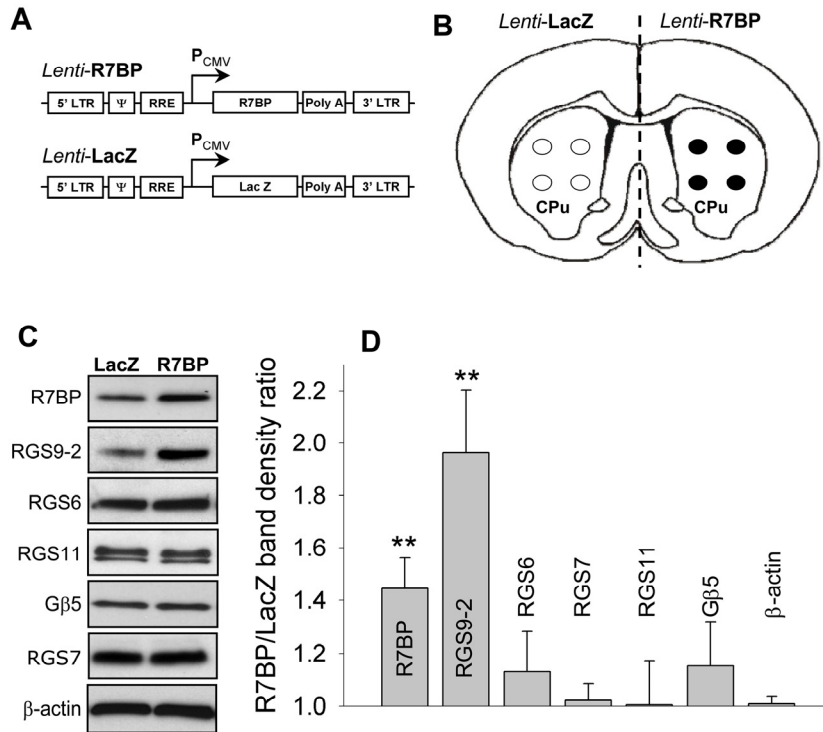 A
Lenti-R7BP
P CMV
5' LTR Ψ RRE R7BP Poly A 3' LTR
Lenti-LacZ
P CMV
5' LTR Ψ RRE Lac Z Poly A 3' LTR
B
Lenti-LacZ Lenti-R7BP
CPu CPu
C
LacZ R7BP
R7BP
RGS9-2
RGS6
RGS11
Gβ5
RGS7
β-actin
D
R7BP/LacZ band density ratio
2.2
2.0
1.8
1.6
1.4
1.2
1.0
**
**
R7BP
RGS9-2
RGS6
RGS7
RGS11
Gβ5
β-actin